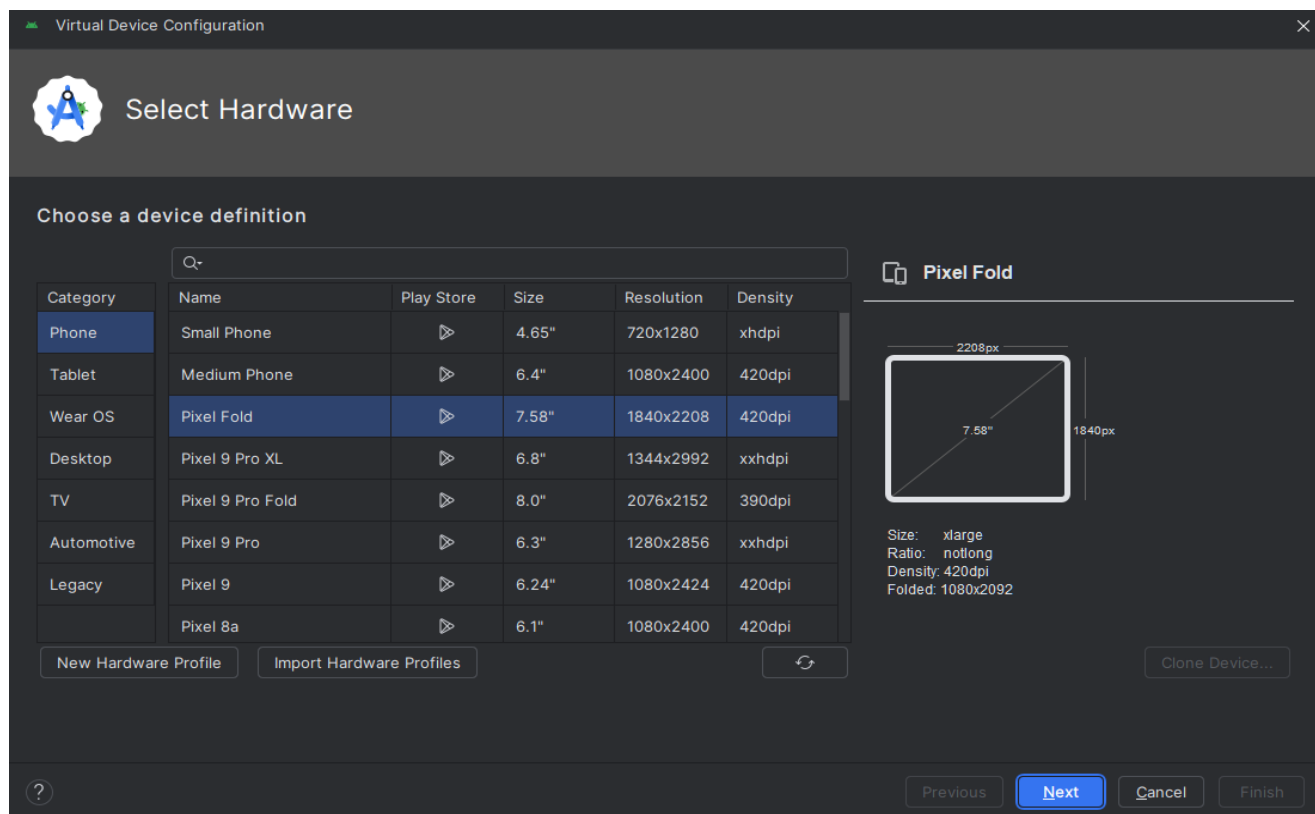 Virtual Device Configuration
Select Hardware
Choose a device definition
Category
Phone
Tablet
Wear OS
Desktop
TV
Automotive
Legacy
Name Play Store Size Resolution Density
Small Phone 4.65" 720x1280 xhdpi
Medium Phone 6.4" 1080x2400 420dpi
Pixel Fold 7.58" 1840x2208 420dpi
Pixel 9 Pro XL 6.8" 1344x2992 xxhdpi
Pixel 9 Pro Fold 8.0" 2076x2152 390dpi
Pixel 9 Pro 6.3" 1280x2856 xxhdpi
Pixel 9 6.24" 1080x2424 420dpi
Pixel 8a 6.1" 1080x2400 420dpi
New Hardware Profile Import Hardware Profiles
Pixel Fold
2208px
7.58"
1840px
Size: xlarge
Ratio: notlong
Density: 420dpi
Folded: 1080x2092
Clone Device...
?
Previous Next Cancel Finish